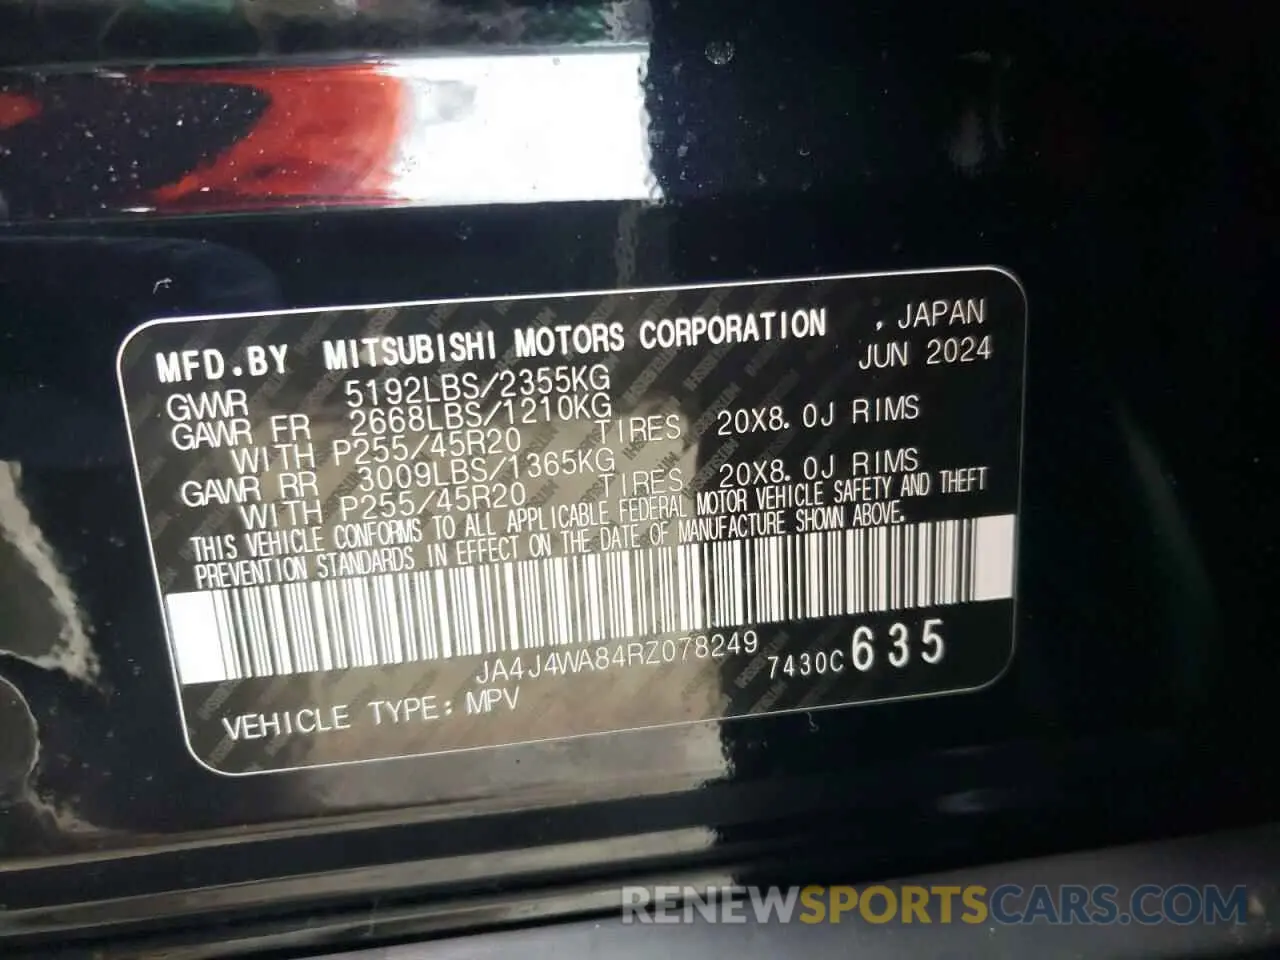 MFD.BY MITSUBISHI MOTORS CORPORATION , JAPAN
JUN 2024
GVWR 5192LBS/2355KG
GAWR FR 2668LBS/1210KG
WITH P255/45R20 TIRES 20X8.0J RIMS
GAWR RR 3009LBS/1365KG
WITH P255/45R20 TIRES 20X8.0J RIMS
THIS VEHICLE CONFORMS TO ALL APPLICABLE FEDERAL MOTOR VEHICLE SAFETY AND THEFT
PREVENTION STANDARDS IN EFFECT ON THE DATE OF MANUFACTURE SHOWN ABOVE.
JA4J4WA84RZ078249 7430C 635
VEHICLE TYPE: MPV
RENEWSPORTSCARS.COM